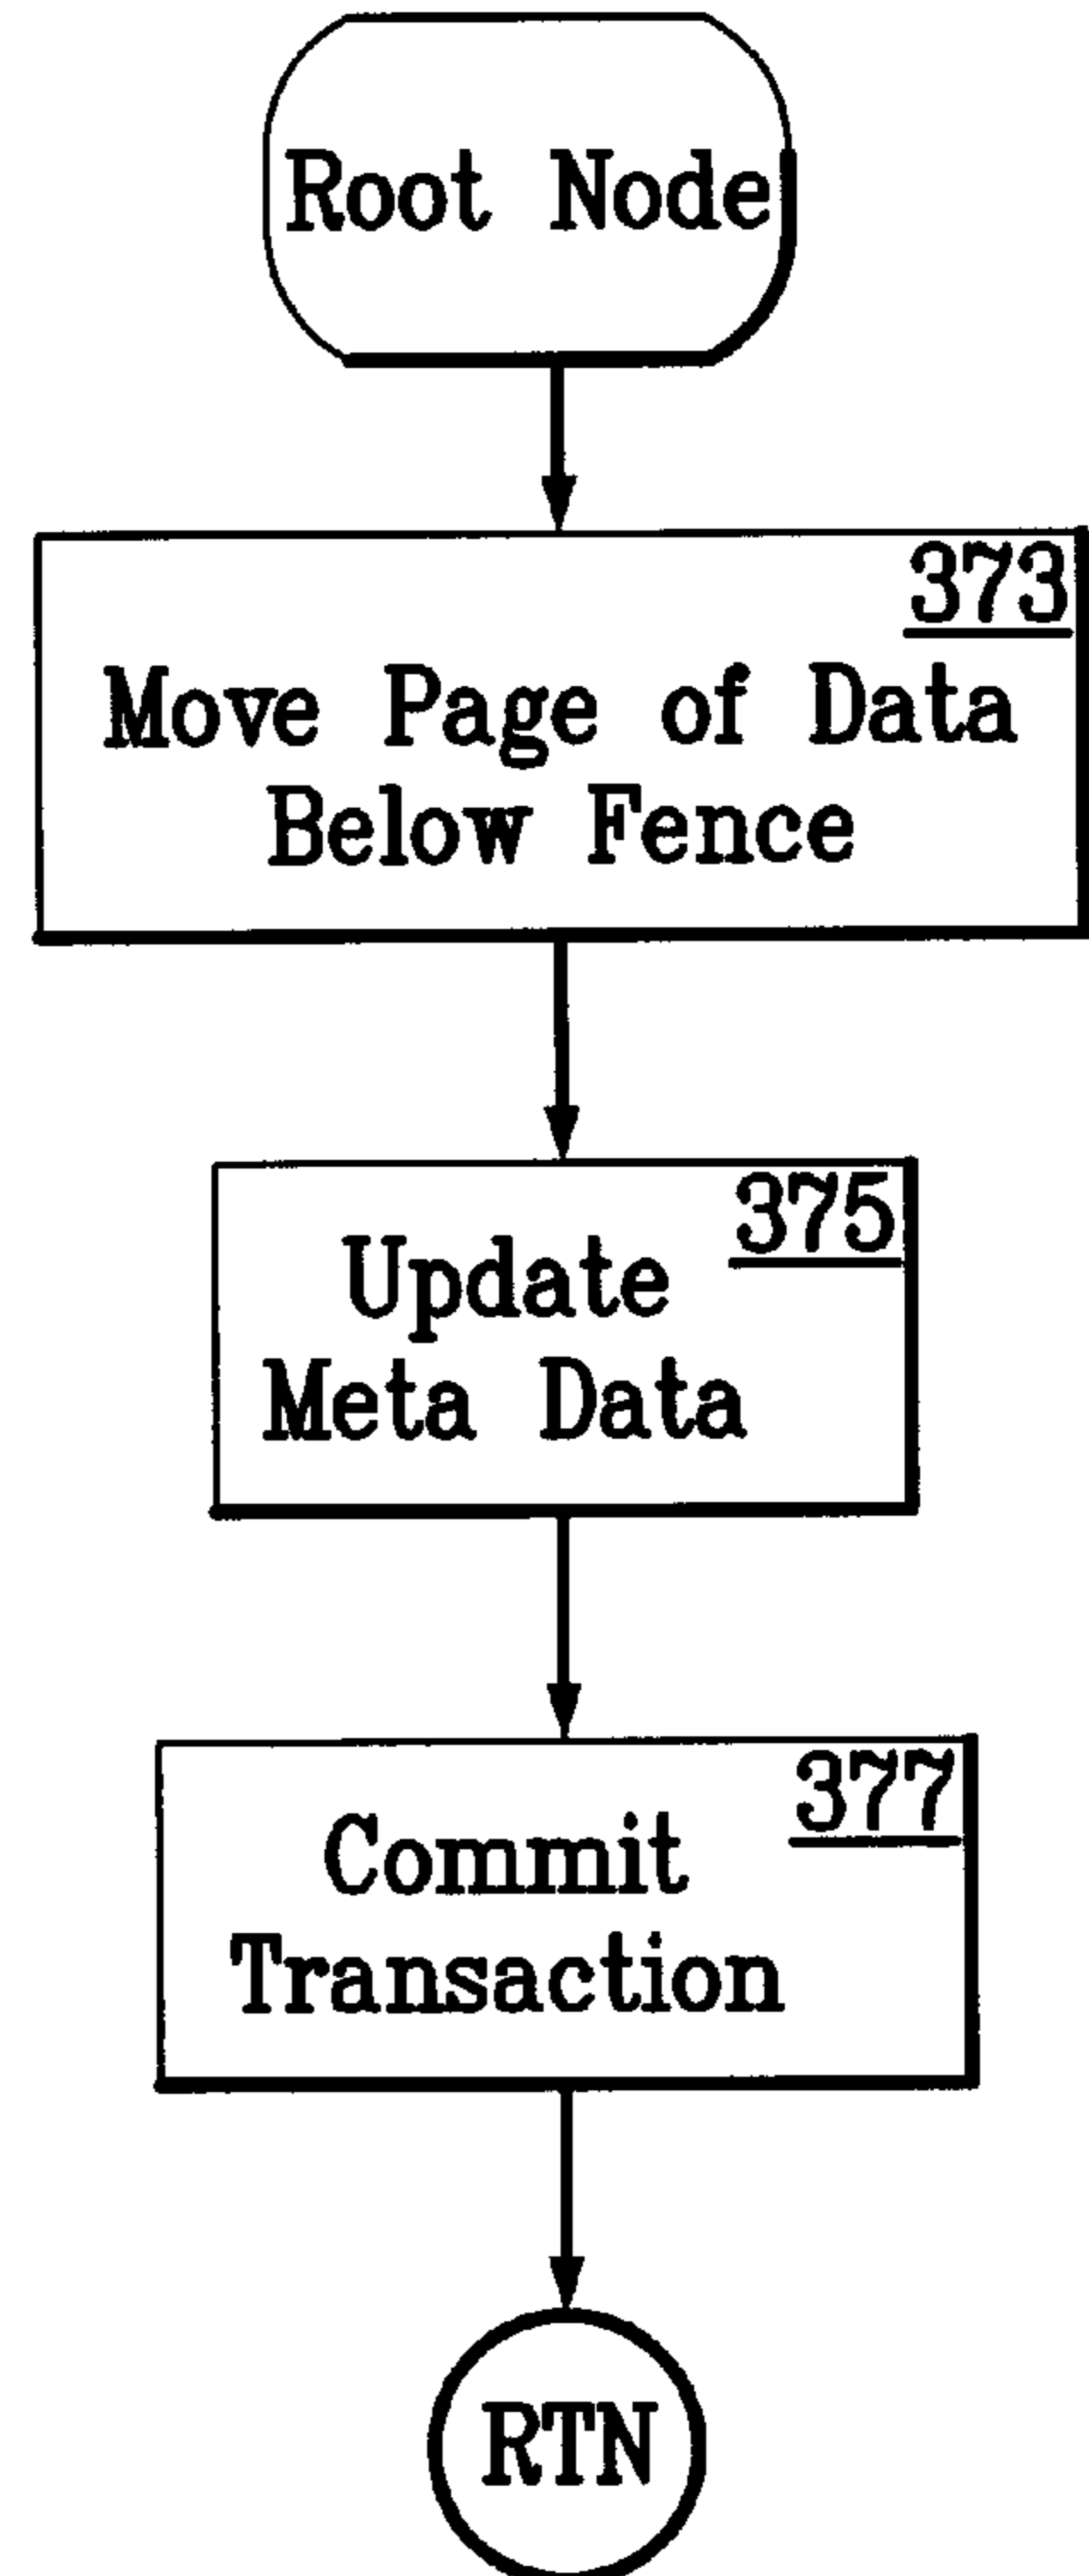 Root Node
373
Move Page of Data
Below Fence
375
Update
Meta Data
377
Commit
Transaction
RTN